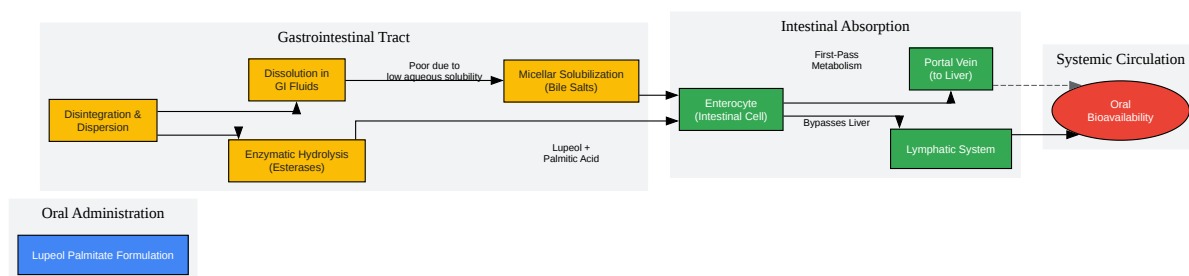 Gastrointestinal Tract
Disintegration &
Dispersion
Dissolution in
GI Fluids
Poor due to
low aqueous solubility
Micellar Solubilization
(Bile Salts)
Enzymatic Hydrolysis
(Esterases)
Lupeol +
Palmitic Acid
Intestinal Absorption
Enterocyte
(Intestinal Cell)
First-Pass
Metabolism
Portal Vein
(to Liver)
Bypasses Liver
Lymphatic System
Systemic Circulation
Oral
Bioavailability
Oral Administration
Lupeol Palmitate Formulation